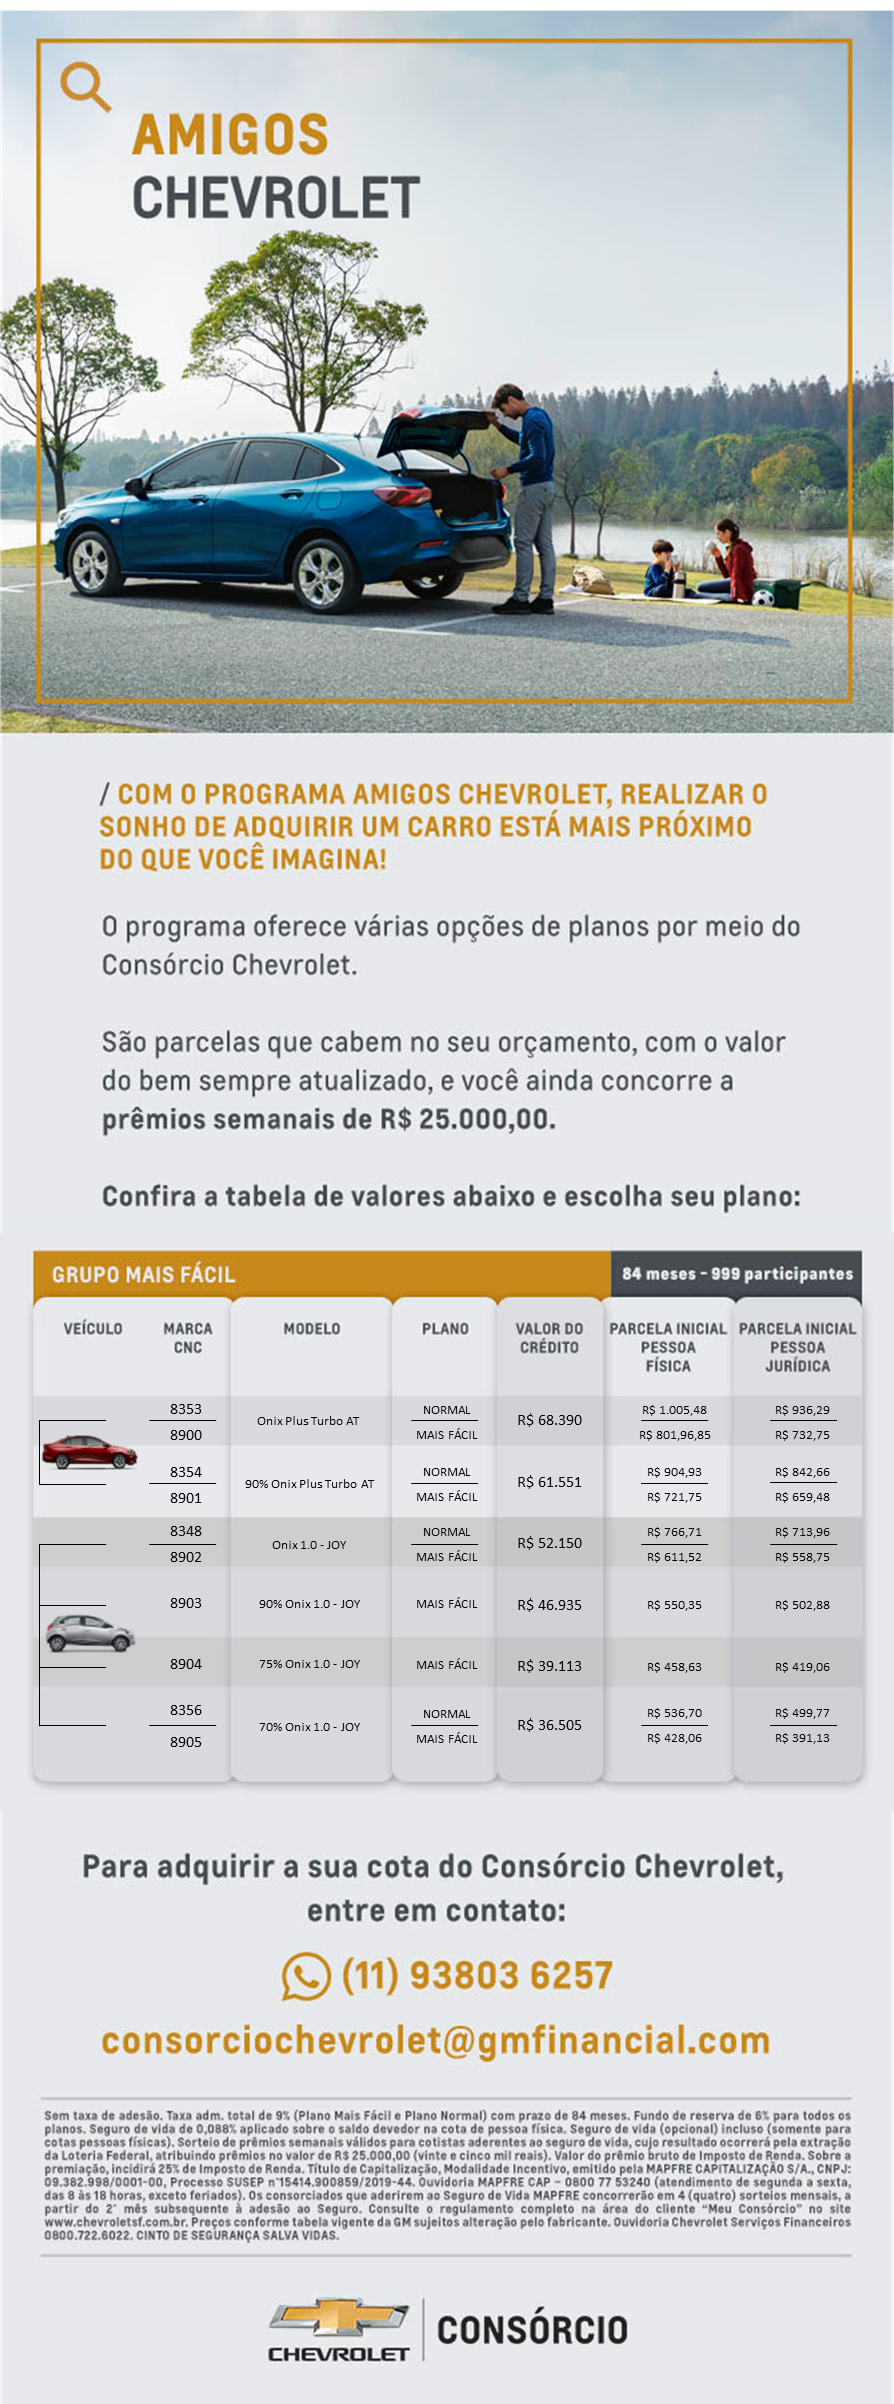 AMIGOS
CHEVROLET
/ COM O PROGRAMA AMIGOS CHEVROLET, REALIZAR O
SONHO DE ADQUIRIR UM CARRO ESTÁ MAIS PRÓXIMO
DO QUE VOCÊ IMAGINA!
O programa oferece várias opções de planos por meio do
Consórcio Chevrolet.
São parcelas que cabem no seu orçamento, com o valor
do bem sempre atualizado, e você ainda concorre a
prêmios semanais de R$ 25.000,00.
Confira a tabela de valores abaixo e escolha seu plano:
GRUPO MAIS FÁCIL 84 meses - 999 participantes
VEÍCULO MARCA MODELO PLANO VALOR DO PARCELA INICIAL PARCELA INICIAL
CNC CRÉDITO PESSOA PESSOA
FÍSICA JURÍDICA
8353 NORMAL R$ 1.005,48 R$ 936,29
Onix Plus Turbo AT R$ 68.390
8900 MAIS FÁCIL R$ 801,96,85 R$ 732,75
8354 NORMAL R$ 904,93 R$ 842,66
90% Onix Plus Turbo AT R$ 61.551
8901 MAIS FÁCIL R$ 721,75 R$ 659,48
8348 NORMAL R$ 766,71 R$ 713,96
Onix 1.0 - JOY R$ 52.150
8902 MAIS FÁCIL R$ 611,52 R$ 558,75
8903 90% Onix 1.0 - JOY MAIS FÁCIL R$ 46.935 R$ 550,35 R$ 502,88
8904 75% Onix 1.0 - JOY MAIS FÁCIL R$ 39.113 R$ 458,63 R$ 419,06
8356 NORMAL R$ 536,70 R$ 499,77
70% Onix 1.0 - JOY R$ 36.505
8905 MAIS FÁCIL R$ 428,06 R$ 391,13
Para adquirir a sua cota do Consórcio Chevrolet,
entre em contato:
(11) 93803 6257
consorciochevrolet@gmfinancial.com
Sem taxa de adesão. Taxa adm. total de 9% (Plano Mais Fácil e Plano Normal) com prazo de 84 meses. Fundo de reserva de 6% para todos os
planos. Seguro de vida de 0,088% aplicado sobre o saldo devedor na cota de pessoa física. Seguro de vida (opcional) incluso (somente para
cotas pessoas físicas). Sorteio de prêmios semanais válidos para cotistas aderentes ao seguro de vida, cujo resultado ocorrerá pela extração
da Loteria Federal, atribuindo prêmios no valor de R$ 25.000,00 (vinte e cinco mil reais). Valor do prêmio bruto de Imposto de Renda. Sobre a
premiação, incidirá 25% de Imposto de Renda. Título de Capitalização, Modalidade Incentivo, emitido pela MAPFRE CAPITALIZAÇÃO S/A., CNPJ:
09.382.998/0001-00, Processo SUSEP n°15414.900859/2019-44. Ouvidoria MAPFRE CAP – 0800 77 53240 (atendimento de segunda a sexta,
das 8 às 18 horas, exceto feriados). Os consorciados que aderirem ao Seguro de Vida MAPFRE concorrerão em 4 (quatro) sorteios mensais, a
partir do 2° mês subsequente à adesão ao Seguro. Consulte o regulamento completo na área do cliente “Meu Consórcio” no site
www.chevroletsf.com.br. Preços conforme tabela vigente da GM sujeitos alteração pelo fabricante. Ouvidoria Chevrolet Serviços Financeiros
0800.722.6022. CINTO DE SEGURANÇA SALVA VIDAS.
CHEVROLET CONSÓRCIO